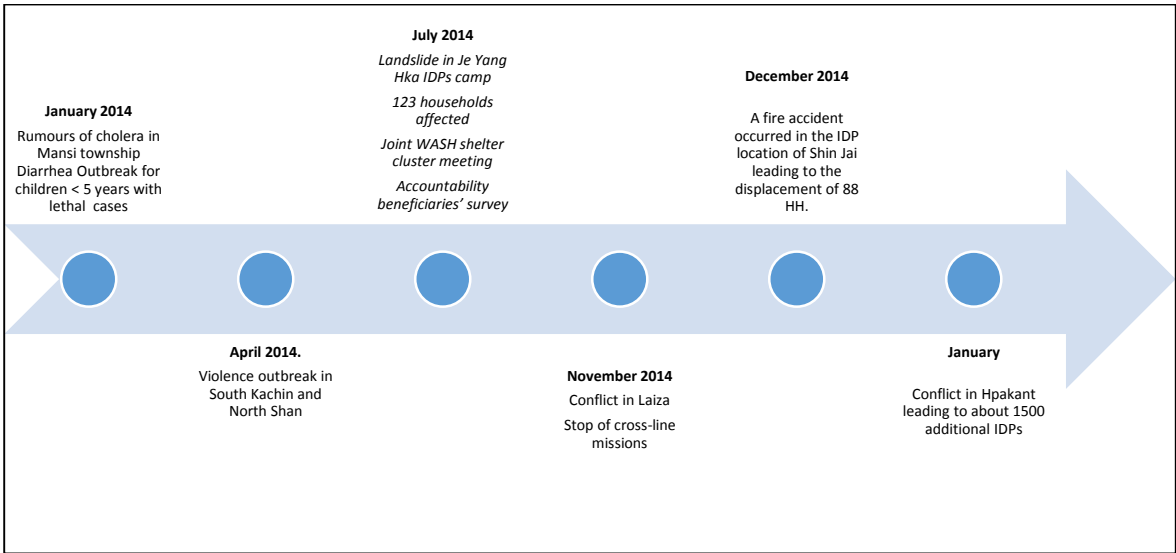 January 2014
Rumours of cholera in
Mansi township
Diarrhea Outbreak for
children < 5 years with
lethal cases
April 2014.
Violence outbreak in
South Kachin and
North Shan
July 2014
Landslide in Je Yang
Hka IDPs camp
123 households
affected
Joint WASH shelter
cluster meeting
Accountability
beneficiaries’ survey
November 2014
Conflict in Laiza
Stop of cross-line
missions
December 2014
A fire accident
occurred in the IDP
location of Shin Jai
leading to the
displacement of 88
HH.
January
Conflict in Hpakant
leading to about 1500
additional IDPs